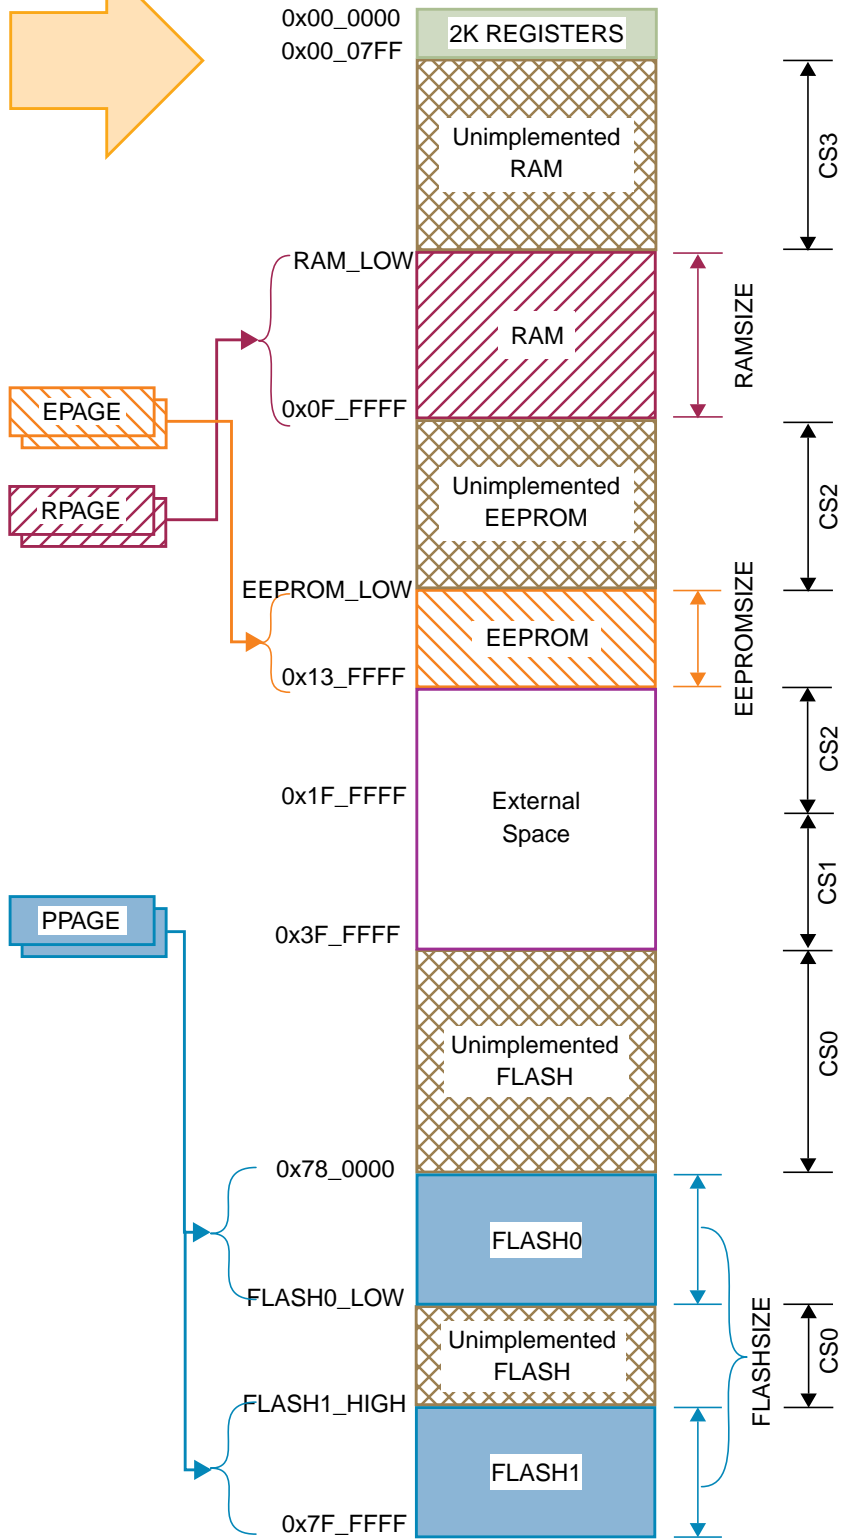 0x00_0000
2K REGISTERS
0x00_07FF
Unimplemented
RAM
CS3
RAM_LOW
RAM
RAMSIZE
0x0F_FFFF
EPAGE
RPAGE
Unimplemented
EEPROM
CS2
EEPROM_LOW
EEPROM
EEPROMSIZE
0x13_FFFF
CS2
0x1F_FFFF
External
Space
CS1
PPAGE
0x3F_FFFF
Unimplemented
FLASH
CS0
0x78_0000
FLASH0
FLASH0_LOW
Unimplemented
FLASH
FLASHSIZE
CS0
FLASH1_HIGH
FLASH1
0x7F_FFFF